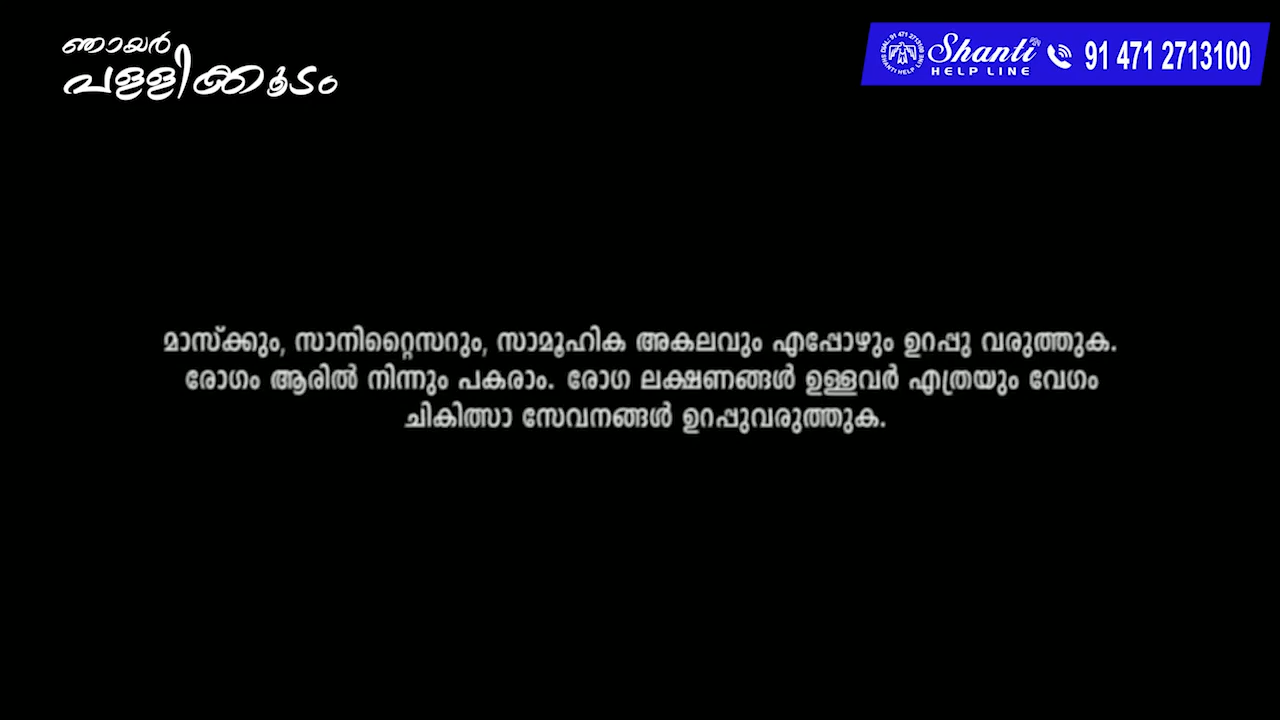 ഞായർ
പള്ളിക്കൂടം
Shanti
HELP LINE
91 471 2713100
മാസ്ക്കും, സാനിറ്റൈസറും, സാമൂഹിക അകലവും എപ്പോഴും ഉറപ്പു വരുത്തുക.
രോഗം ആരിൽ നിന്നും പകരാം. രോഗ ലക്ഷണങ്ങൾ ഉള്ളവർ എത്രയും വേഗം
ചികിത്സാ സേവനങ്ങൾ ഉറപ്പുവരുത്തുക.